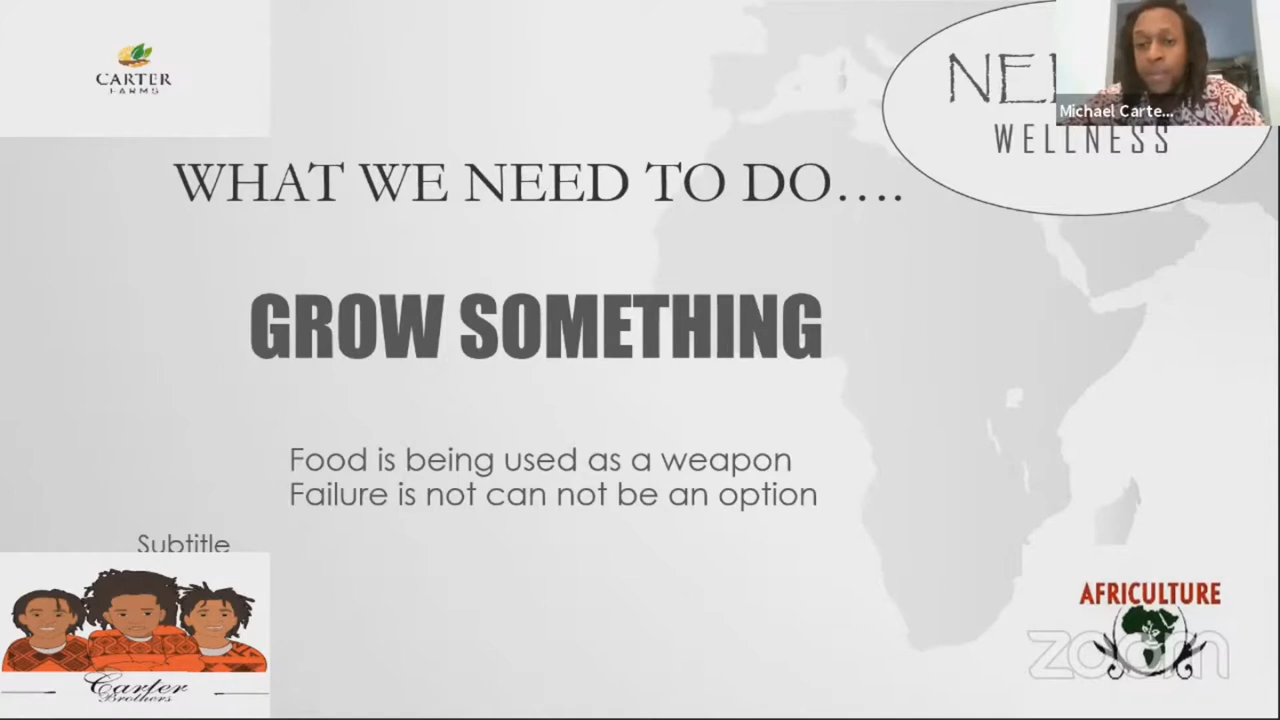 CARTER
FARMS
NE
WELLNESS
Michael Carte...
WHAT WE NEED TO DO....
GROW SOMETHING
Food is being used as a weapon
Failure is not can not be an option
Subtitle
Carter
Brothers
AFRICULTURE
zoom